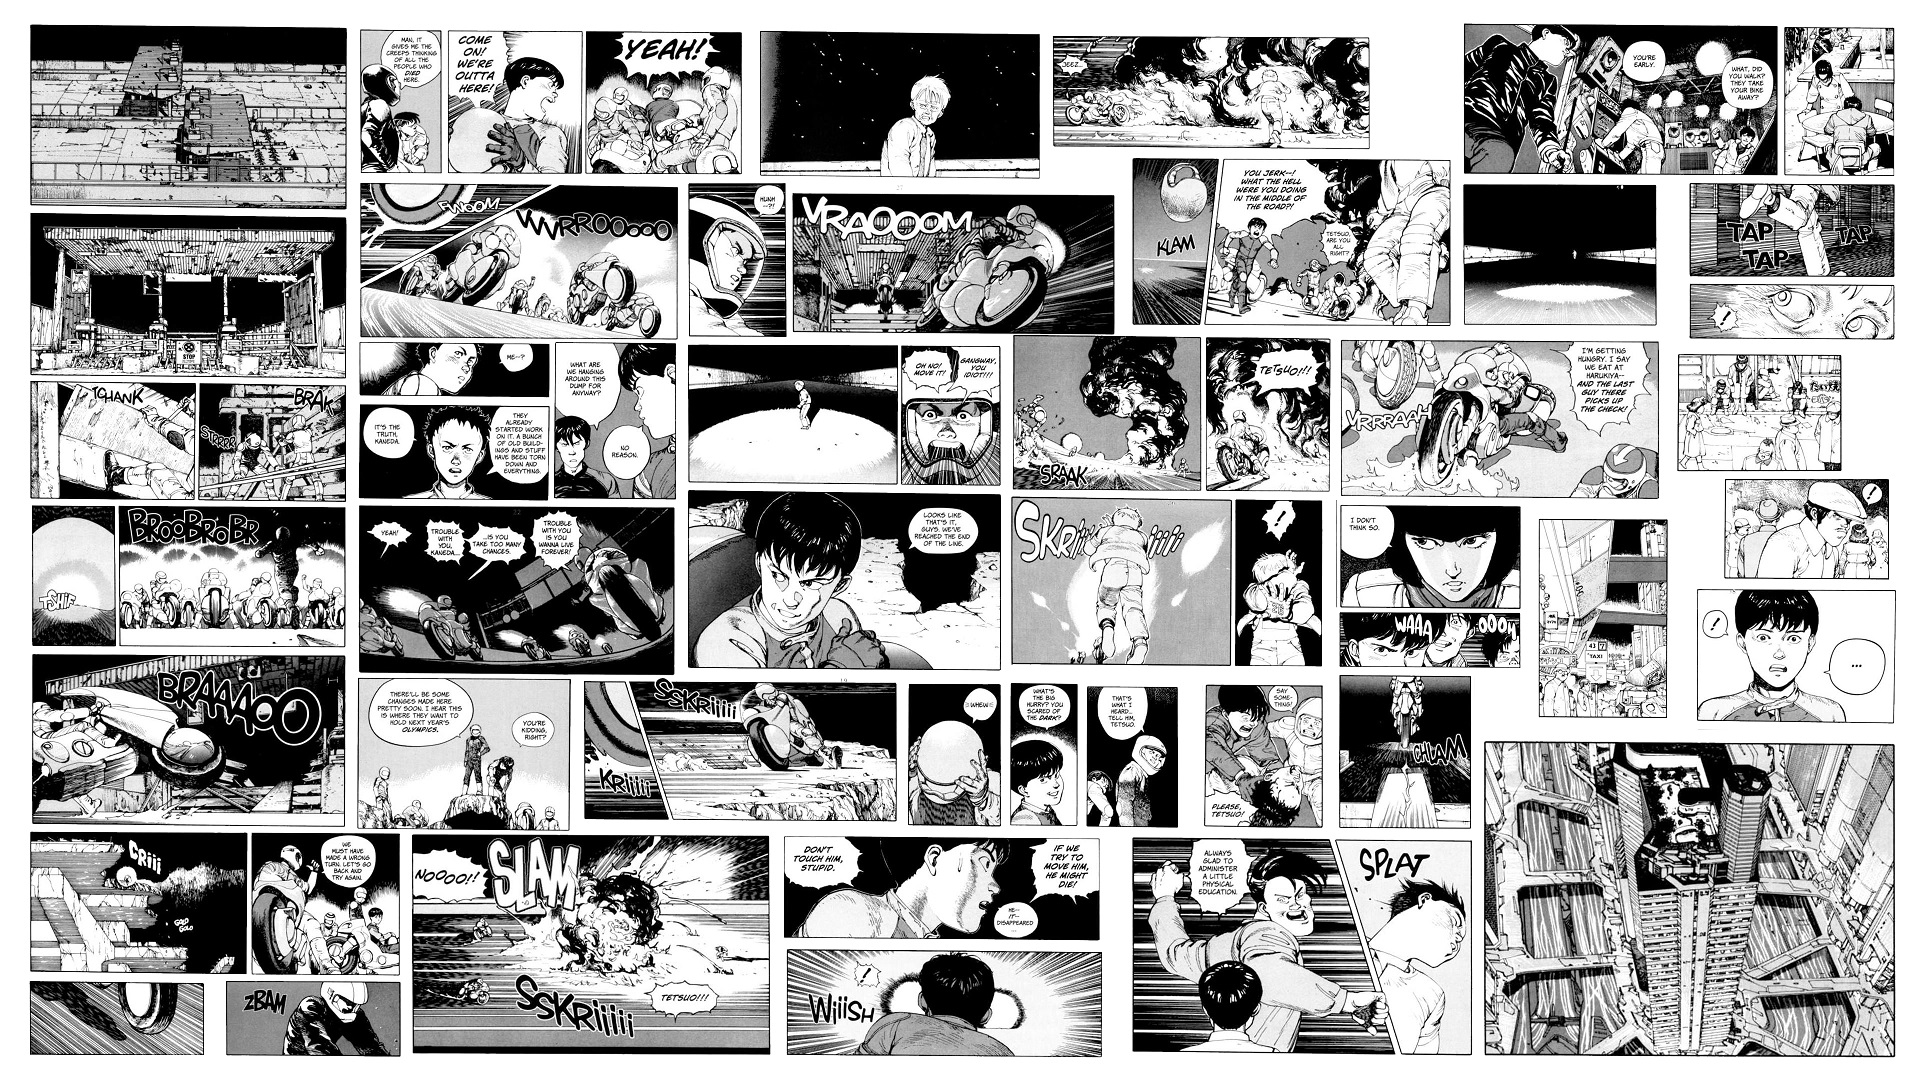 MAN, IT
GIVES ME THE
CREEPS THINKING
OF ALL THE
PEOPLE WHO
DIED
HERE.
COME
ON!
WE'RE
OUTTA
HERE!
YEAH!
JEEZ...
YOU'RE
EARLY.
WHAT, DID
YOU WALK?
THEY TAKE
YOUR BIKE
AWAY?
FWOOM
VVVRROOOOO
HUNH
--?!
VRAOOOM
KLAM
YOU JERK--!
WHAT THE HELL
WERE YOU DOING
IN THE MIDDLE OF
THE ROAD?!
TETSUO,
ARE YOU
ALL
RIGHT?
TAP
TAP
TAP
!
STOP
TCHANK
STRRRR
BRAK
ME--?
IT'S THE
TRUTH,
KANEDA.
THEY
ALREADY
STARTED WORK
ON IT. A BUNCH
OF OLD BUILD-
INGS AND STUFF
HAVE BEEN TORN
DOWN AND
EVERYTHING.
WHAT ARE
WE HANGING
AROUND THIS
DUMP FOR
ANYWAY?
NO
REASON.
OH NO!
MOVE IT!
GANGWAY,
YOU
IDIOT!!!
SRAAK
TETSUO!!!
VRRRAAH
I'M GETTING
HUNGRY. I SAY
WE EAT AT
HARUKIYA--
AND THE LAST
GUY THERE
PICKS UP
THE CHECK!
TSHIF
BROOBROBR
YEAH!
TROUBLE
WITH
YOU,
KANEDA...
...IS YOU
TAKE TOO MANY
CHANCES.
TROUBLE
WITH YOU
IS YOU
WANNA LIVE
FOREVER!
LOOKS LIKE
THAT'S IT,
GUYS. WE'VE
REACHED THE END
OF THE LINE.
SKRiiiiiiii
!
I DON'T
THINK SO.
WAAA
OOOM
43
TAXI
!
!
...
BRAAAAOO
THERE'LL BE SOME
CHANGES MADE HERE
PRETTY SOON. I HEAR THIS
IS WHERE THEY WANT TO
HOLD NEXT YEAR'S
OLYMPICS.
YOU'RE
KIDDING,
RIGHT?
KRiiiii
SSKRiiii
19
WHEW
WHAT'S
THE BIG
HURRY? YOU
SCARED OF
THE DARK?
THAT'S
WHAT I
HEARD...
TELL HIM,
TETSUO.
SAY
SOME-
THING!
PLEASE,
TETSUO!
CHLAM
CRiii
GOLO
GOLO
WE
MUST HAVE
MADE A WRONG
TURN. LET'S GO
BACK AND
TRY AGAIN.
NOOOO!!
SLAM
SSKRiiiii
TETSUO!!!
DON'T
TOUCH HIM,
STUPID.
IF WE
TRY TO
MOVE HIM,
HE MIGHT
DIE!
HE--
IT--
DISAPPEARED
...
ALWAYS
GLAD TO
ADMINISTER
A LITTLE
PHYSICAL
EDUCATION.
SPLAT
ZBAM
!
WiiiSH